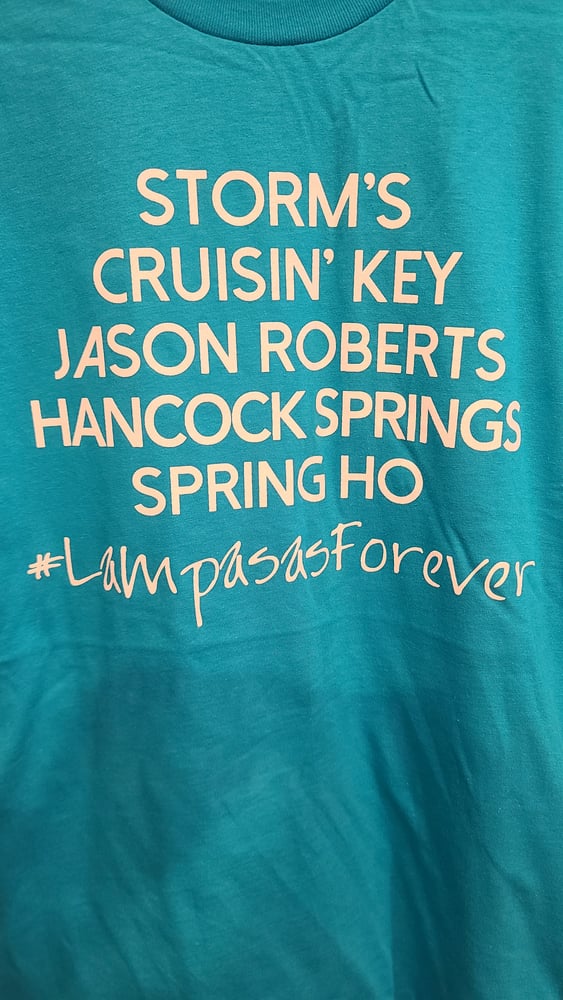 STORM'S
CRUISIN' KEY
JASON ROBERTS
HANCOCK SPRINGS
SPRING HO
#LampasasForever